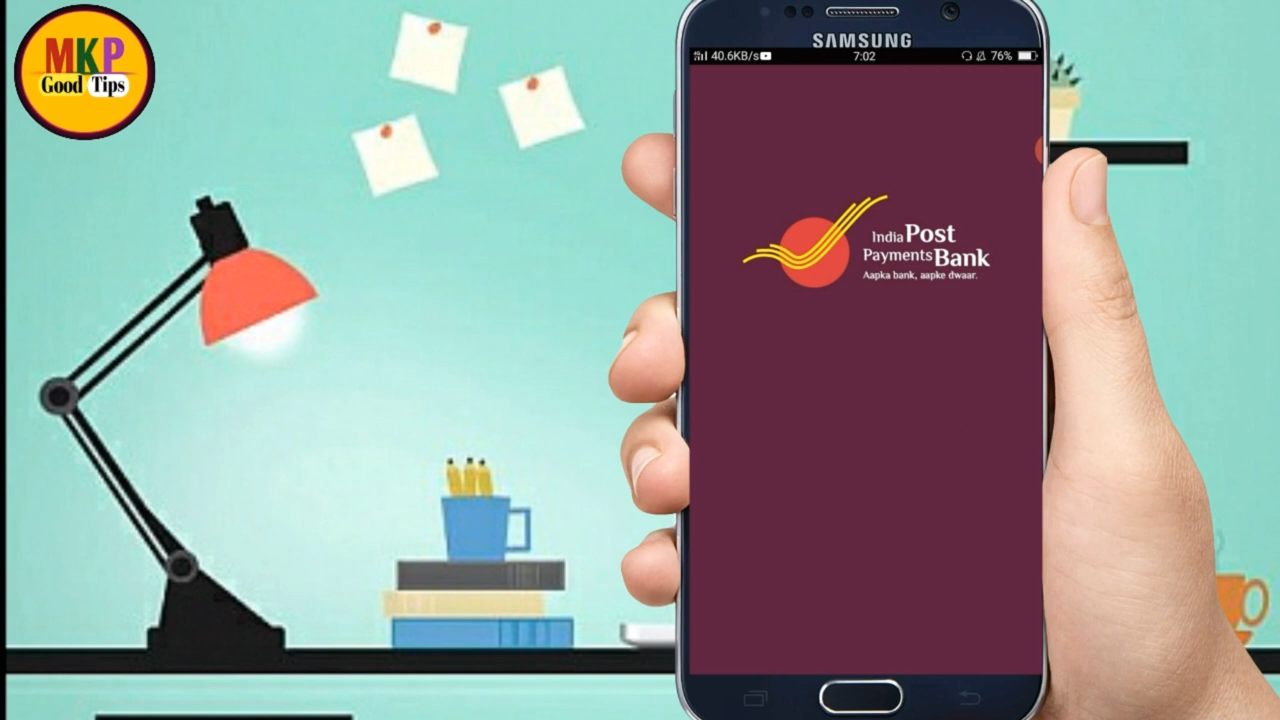 MKP
Good Tips
SAMSUNG
40.6KB/s
7:02
76%
India Post
Payments Bank
Aapka bank, aapke dwaar.